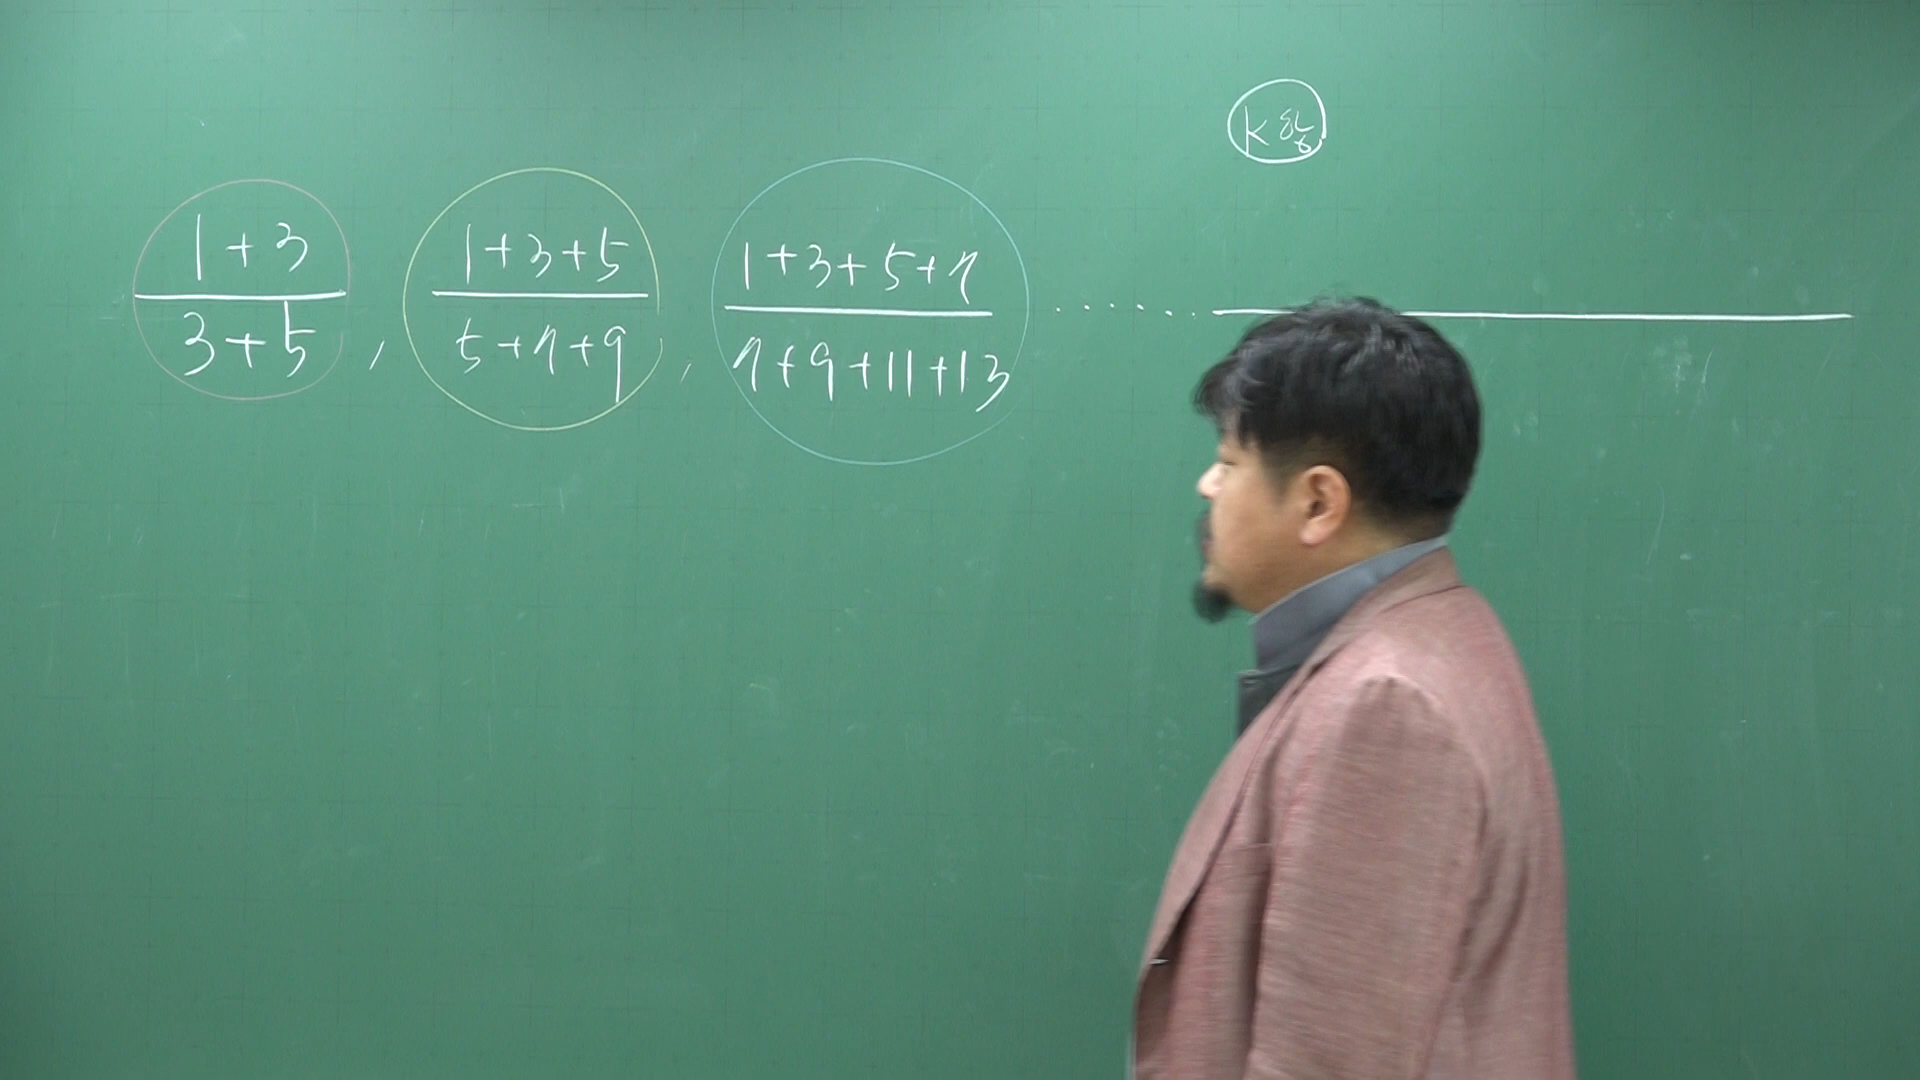 k항
1+3 / 3+5 , 1+3+5 / 5+7+9 , 1+3+5+7 / 7+9+11+13 ......